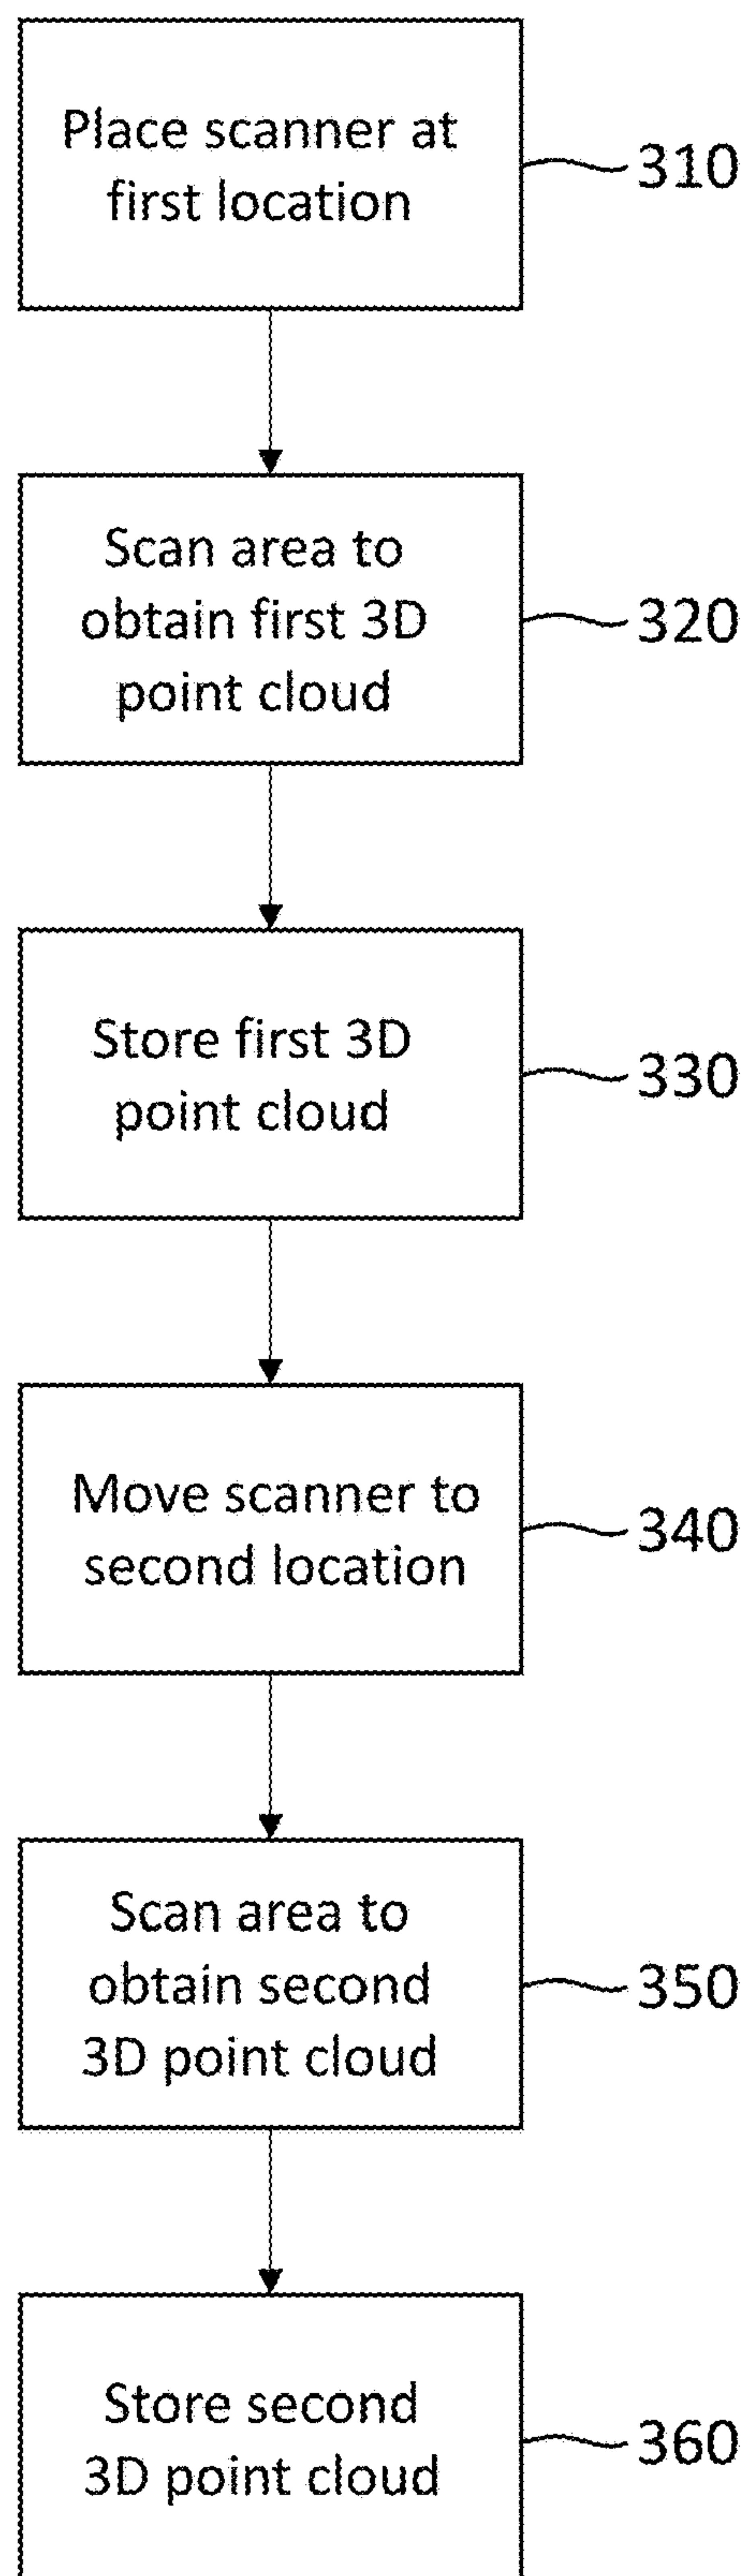 Place scanner at
first location
310
Scan area to
obtain first 3D
point cloud
320
Store first 3D
point cloud
330
Move scanner to
second location
340
Scan area to
obtain second
3D point cloud
350
Store second
3D point cloud
360